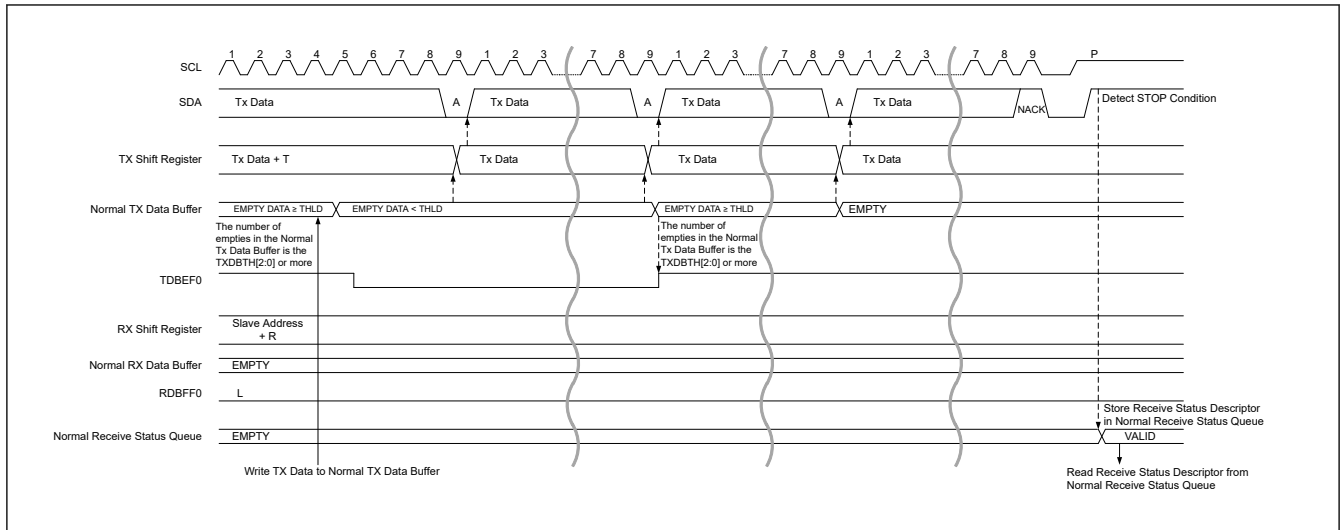 1 2 3 4 5 6 7 8 9 1 2 3 7 8 9 1 2 3 7 8 9 1 2 3 7 8 9 P
SCL
SDA Tx Data A Tx Data A Tx Data A Tx Data NACK Detect STOP Condition
TX Shift Register Tx Data + T Tx Data Tx Data Tx Data
Normal TX Data Buffer EMPTY DATA ≥ THLD EMPTY DATA < THLD EMPTY DATA ≥ THLD EMPTY
The number of
empties in the Normal
Tx Data Buffer is the
TXDBTH[2:0] or more
The number of
empties in the Normal
Tx Data Buffer is the
TXDBTH[2:0] or more
TDBEF0
RX Shift Register Slave Address
+ R
Normal RX Data Buffer EMPTY
RDBFF0 L
Store Receive Status Descriptor
in Normal Receive Status Queue
Normal Receive Status Queue EMPTY VALID
Write TX Data to Normal TX Data Buffer
Read Receive Status Descriptor from
Normal Receive Status Queue